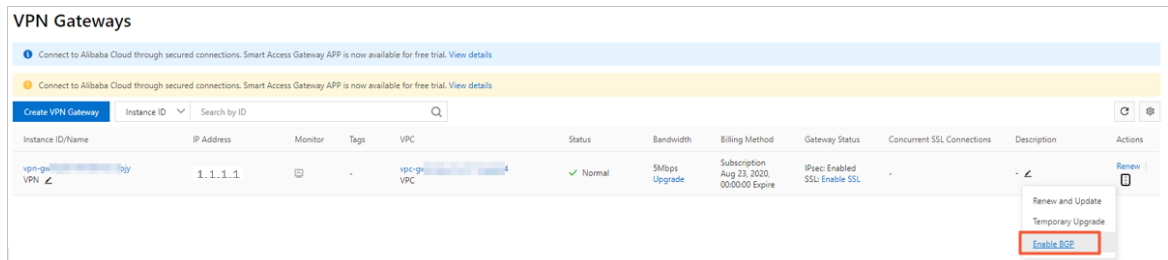 VPN Gateways
Connect to Alibaba Cloud through secured connections. Smart Access Gateway APP is now available for free trial. View details
Connect to Alibaba Cloud through secured connections. Smart Access Gateway APP is now available for free trial. View details
Create VPN Gateway Instance ID Search by ID
Instance ID/Name IP Address Monitor Tags VPC Status Bandwidth Billing Method Gateway Status Concurrent SSL Connections Description Actions
vpn-gw
VPN
1.1.1.1
-
vpc-gw
VPC
Normal
5Mbps
Upgrade
Subscription
Aug 23, 2020,
00:00:00 Expire
IPsec: Enabled
SSL: Enable SSL
-
-
Renew
Renew and Update
Temporary Upgrade
Enable BGP